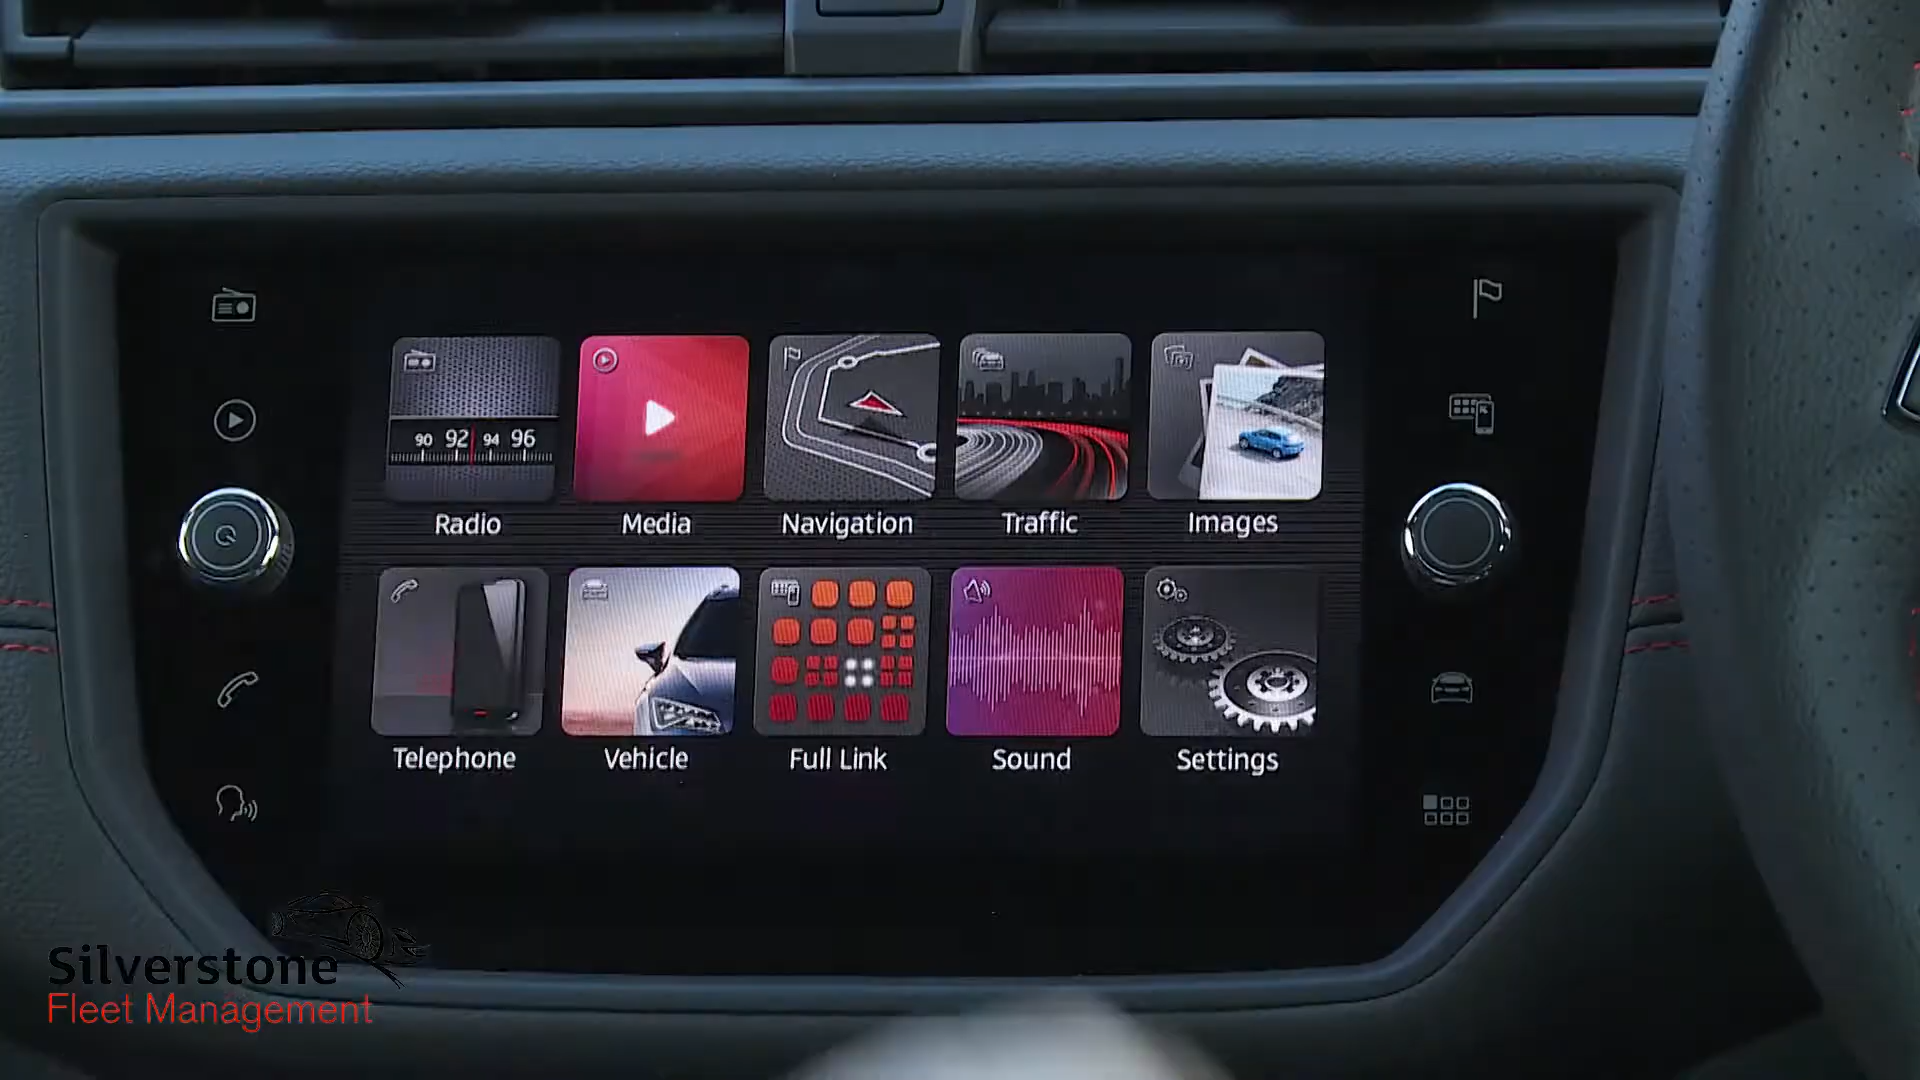 90 92 94 96
Radio Media Navigation Traffic Images
Telephone Vehicle Full Link Sound Settings
Silverstone
Fleet Management